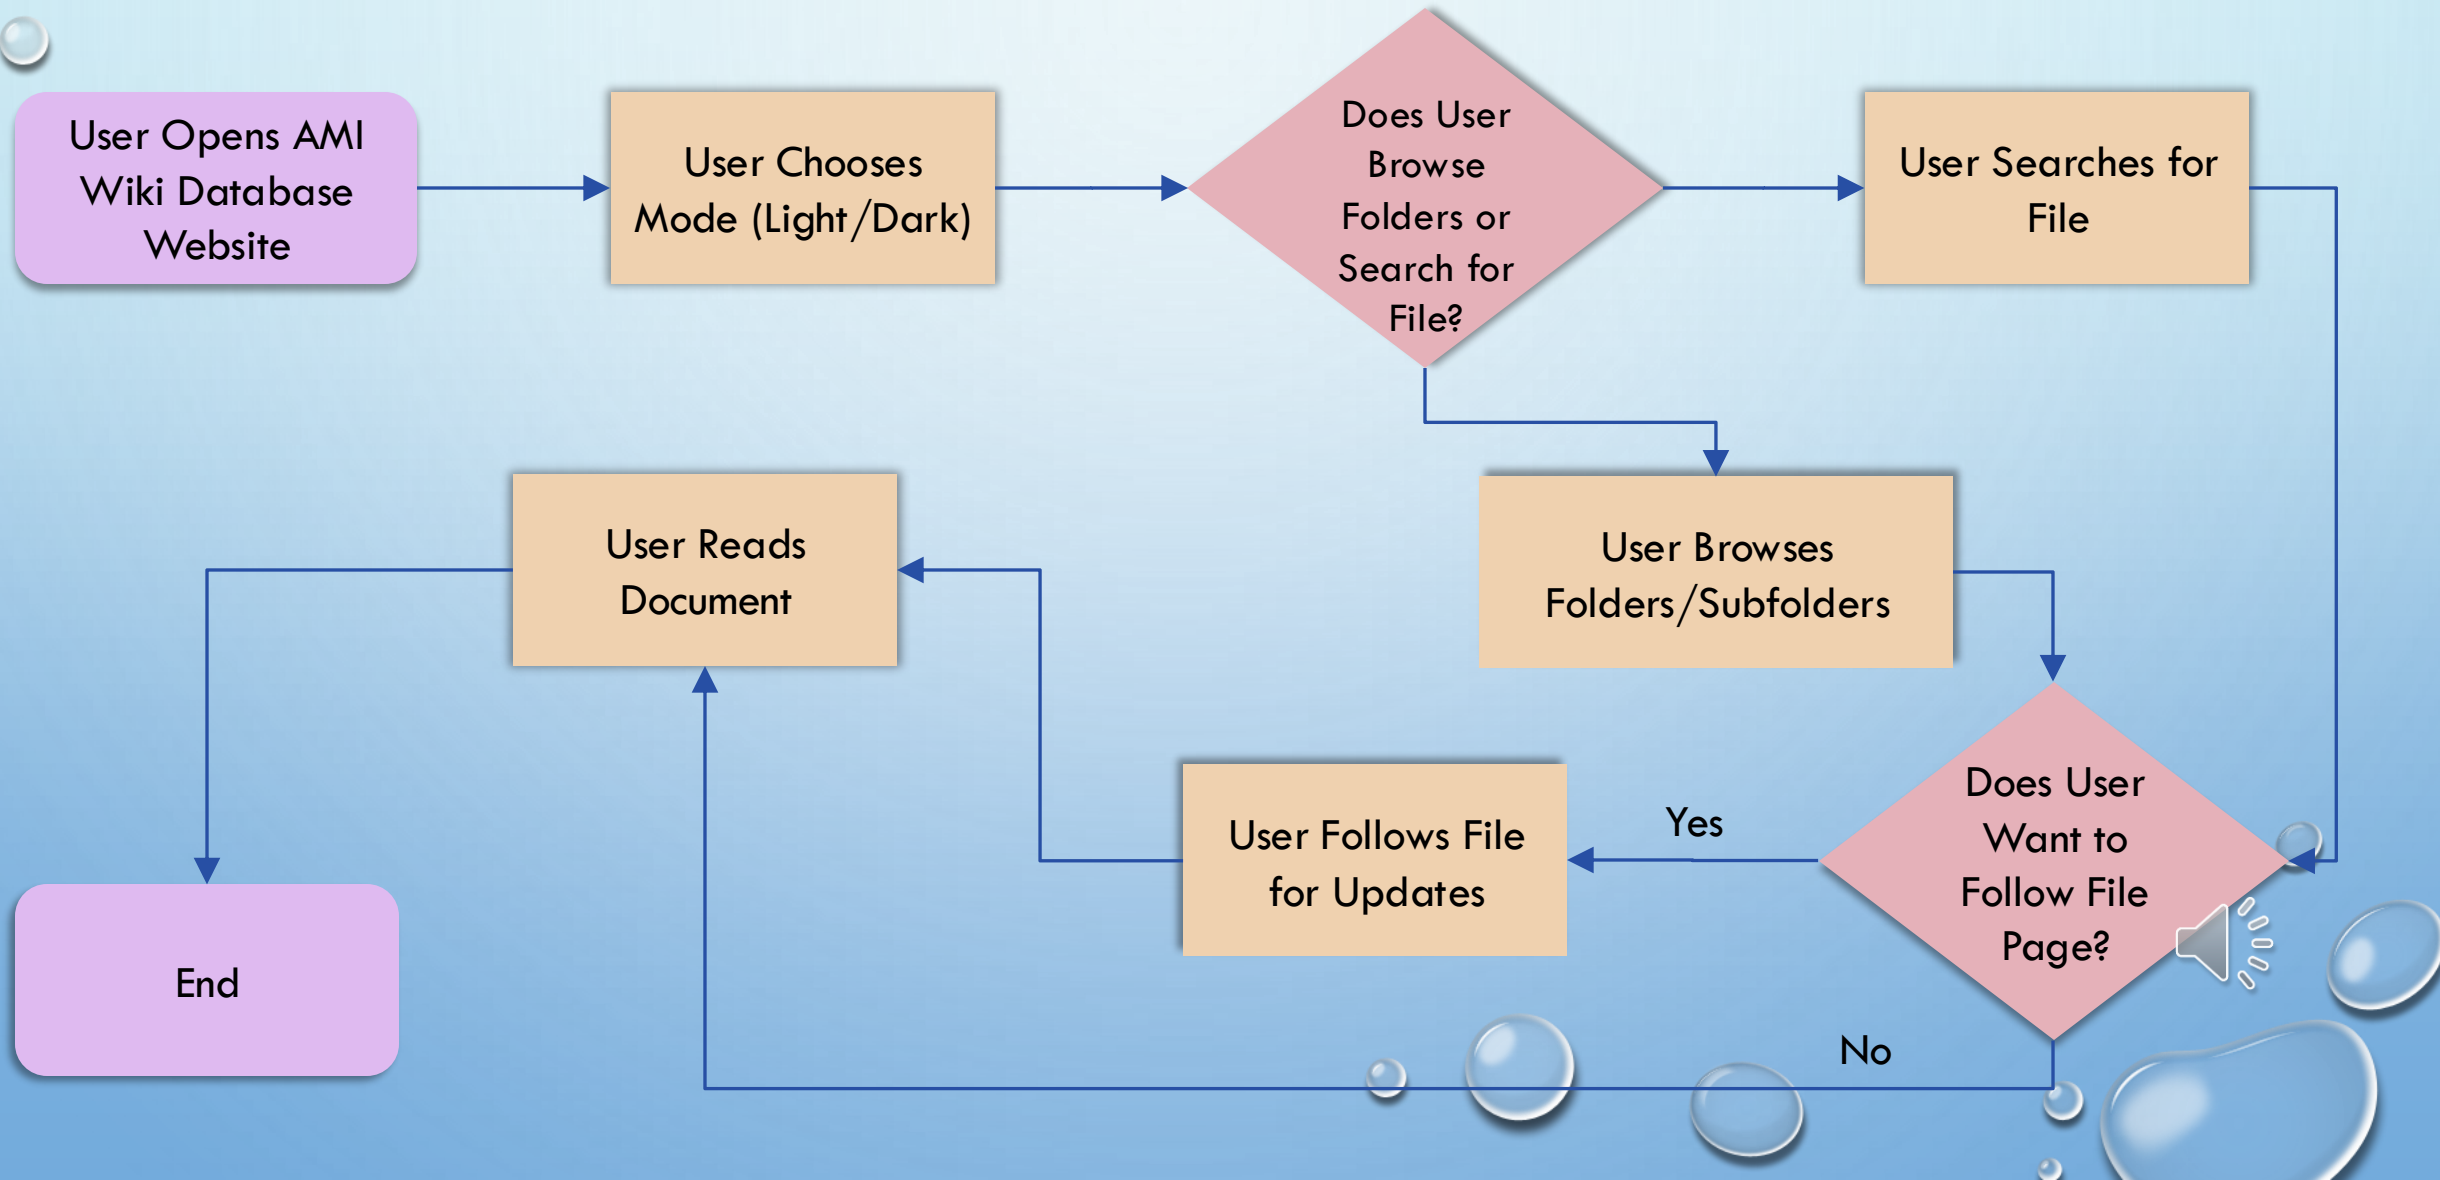 User Opens AMI
Wiki Database
Website
User Chooses
Mode (Light/Dark)
Does User
Browse
Folders or
Search for
File?
User Searches for
File
User Reads
Document
User Browses
Folders/Subfolders
User Follows File
for Updates
Yes
Does User
Want to
Follow File
Page?
End
No